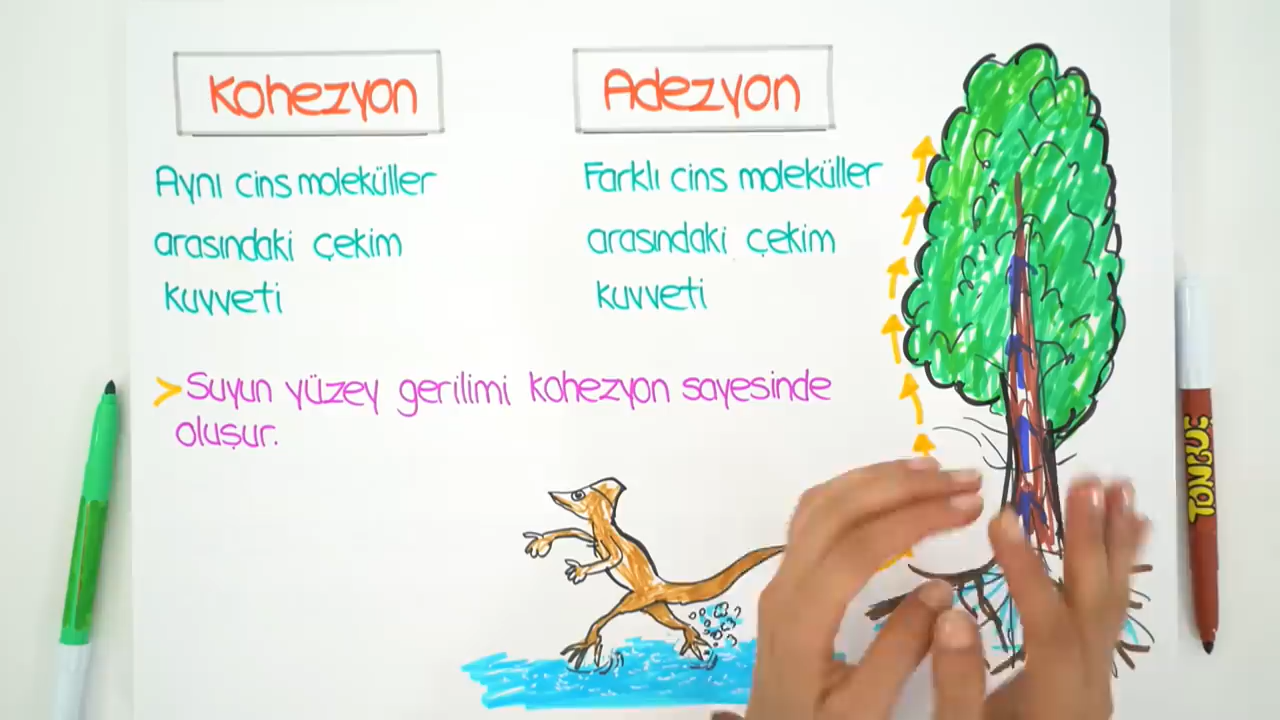 Kohezyon
Aynı cins moleküller
arasındaki çekim
kuvveti
Adezyon
Farklı cins moleküller
arasındaki çekim
kuvveti
> Suyun yüzey gerilimi kohezyon sayesinde
oluşur.
TONGUÇ